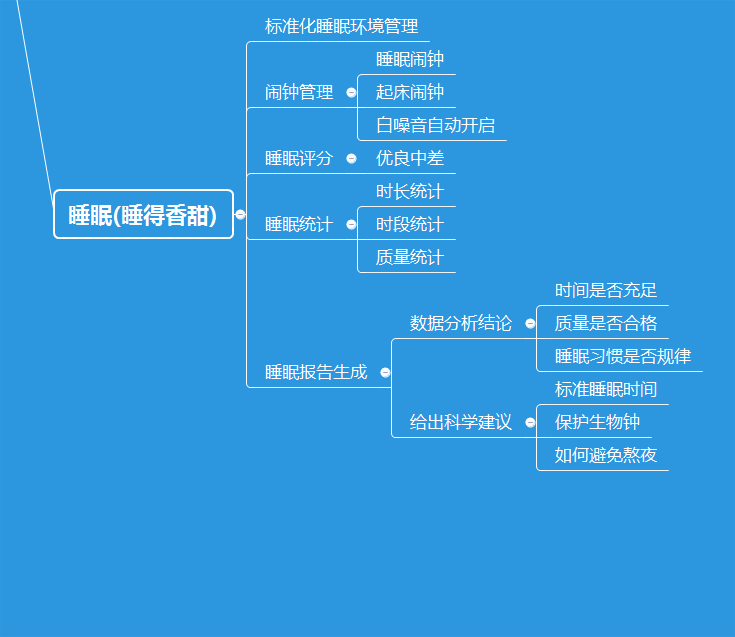 标准化睡眠环境管理
睡眠闹钟
闹钟管理
起床闹钟
白噪音自动开启
睡眠评分
优良中差
时长统计
睡眠(睡得香甜)
睡眠统计
时段统计
质量统计
时间是否充足
数据分析结论
质量是否合格
睡眠习惯是否规律
睡眠报告生成
标准睡眠时间
给出科学建议
保护生物钟
如何避免熬夜